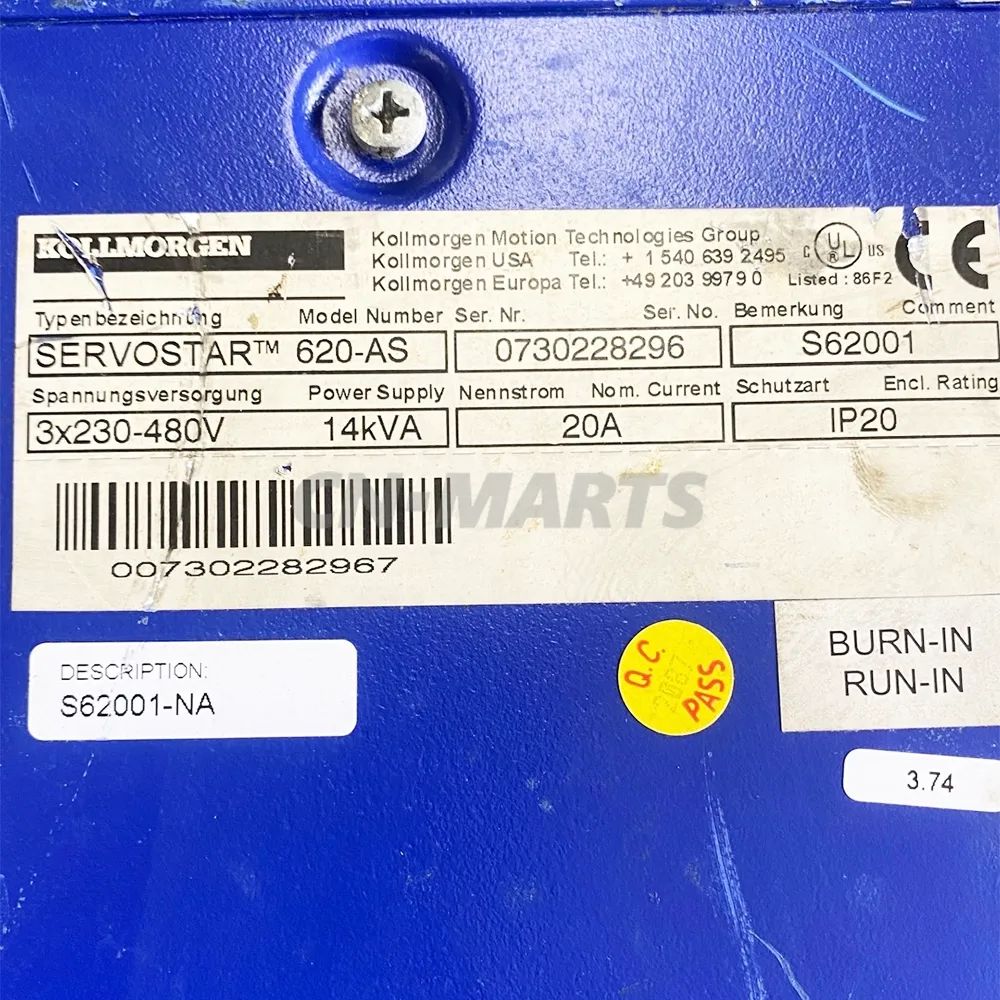 KOLLMORGEN
Kollmorgen Motion Technologies Group
Kollmorgen USA Tel.: + 1 540 639 2495
Kollmorgen Europa Tel.: +49 203 9979 0
C UL ® US
Listed : 86F2
CE
Typenbezeichnung Model Number Ser. Nr. Ser. No. Bemerkung Comment
SERVOSTAR™ 620-AS 0730228296 S62001
Spannungsversorgung Power Supply Nennstrom Nom. Current Schutzart Encl. Rating
3x230-480V 14kVA 20A IP20
CN-MARTS
007302282967
DESCRIPTION:
S62001-NA
Q.C.
PASS
BURN-IN
RUN-IN
3.74